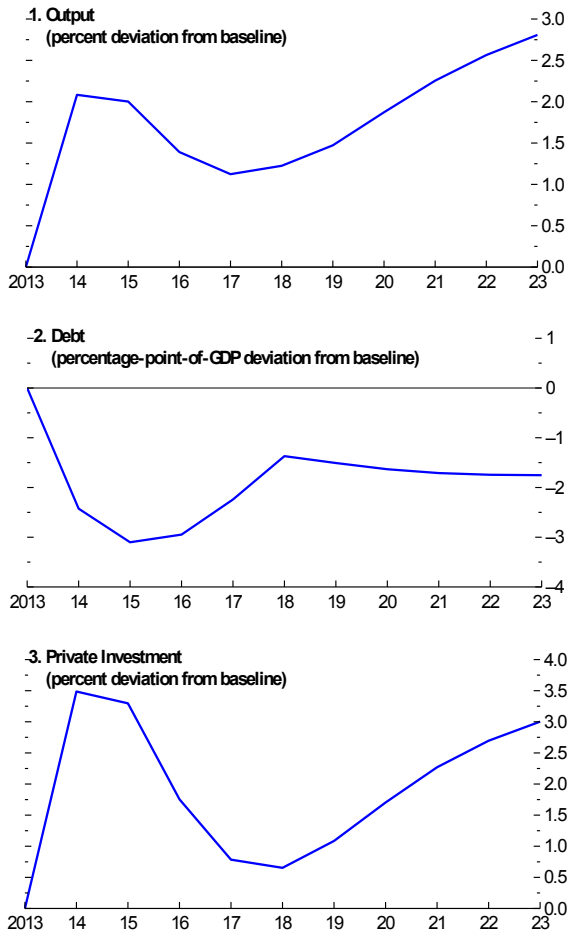 1. Output
(percent deviation from baseline)
3.0
2.5
2.0
1.5
1.0
0.5
0.0
2013 14 15 16 17 18 19 20 21 22 23
2. Debt
(percentage-point-of-GDP deviation from baseline)
1
0
–1
–2
–3
–4
2013 14 15 16 17 18 19 20 21 22 23
3. Private Investment
(percent deviation from baseline)
4.0
3.5
3.0
2.5
2.0
1.5
1.0
0.5
0.0
2013 14 15 16 17 18 19 20 21 22 23